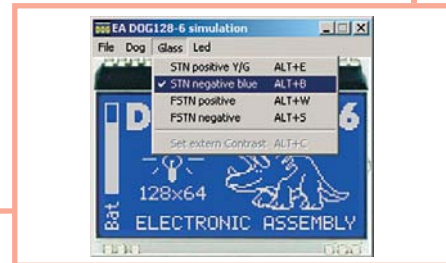 EA DOG128-6 simulation
File Dog Glass Led
STN positive Y/G ALT+E
✓ STN negative blue ALT+B
FSTN positive ALT+W
FSTN negative ALT+S
Set extern Contrast ALT+C
D 6
128x64
Bat
ELECTRONIC ASSEMBLY